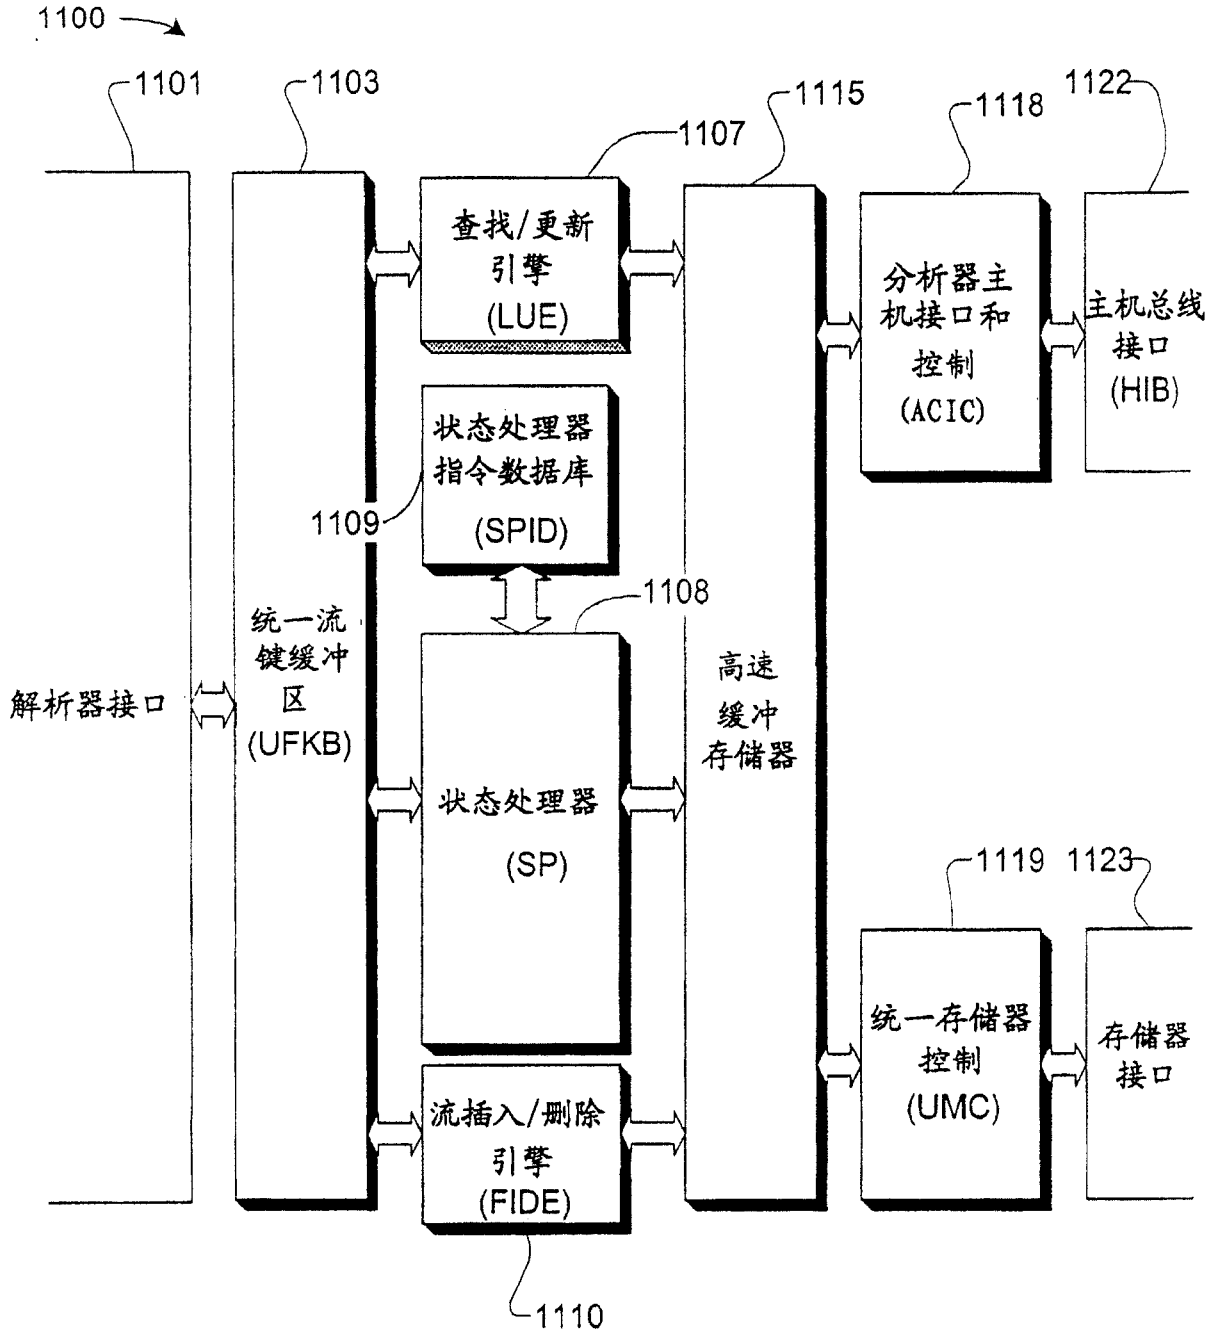 1100
1101
1103
1107
1115
1118
1122
查找/更新
引擎
(LUE)
分析器主
机接口和
控制
(ACIC)
主机总线
接口
(HIB)
状态处理器
指令数据库
(SPID)
1109
1108
统一流
键缓冲
区
(UFKB)
解析器接口
高速
缓冲
存储器
状态处理器
(SP)
1119
1123
统一存储器
控制
(UMC)
存储器
接口
流插入/删除
引擎
(FIDE)
1110